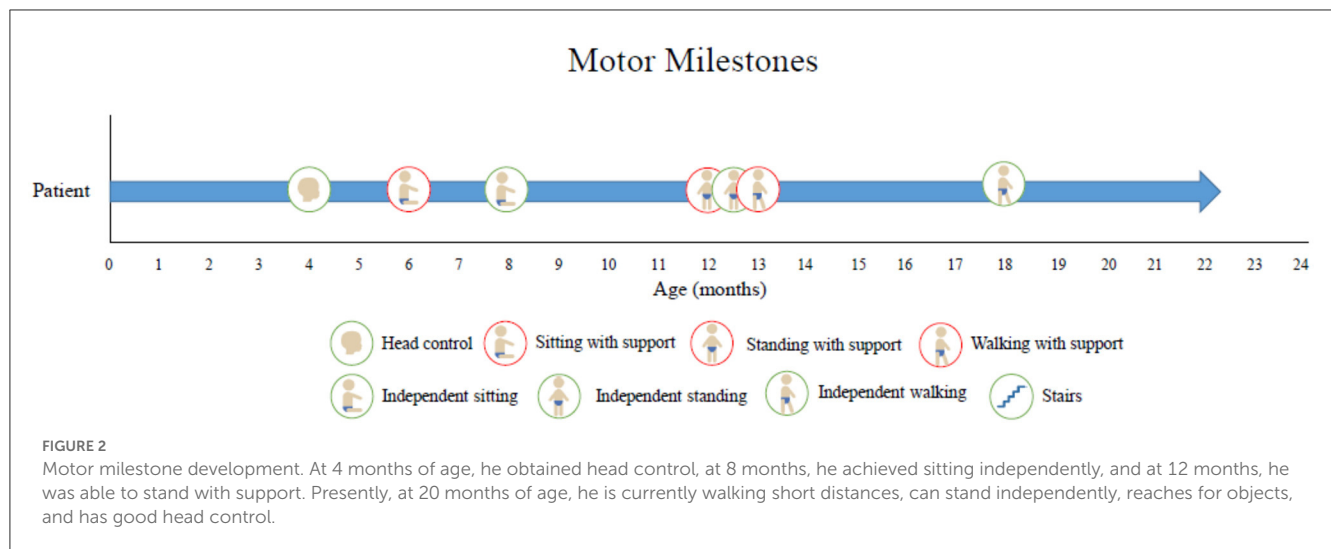 Motor Milestones
Patient
0 1 2 3 4 5 6 7 8 9 10 11 12 13 14 15 16 17 18 19 20 21 22 23 24
Age (months)
Head control Sitting with support Standing with support Walking with support
Independent sitting Independent standing Independent walking Stairs
FIGURE 2
Motor milestone development. At 4 months of age, he obtained head control, at 8 months, he achieved sitting independently, and at 12 months, he
was able to stand with support. Presently, at 20 months of age, he is currently walking short distances, can stand independently, reaches for objects,
and has good head control.